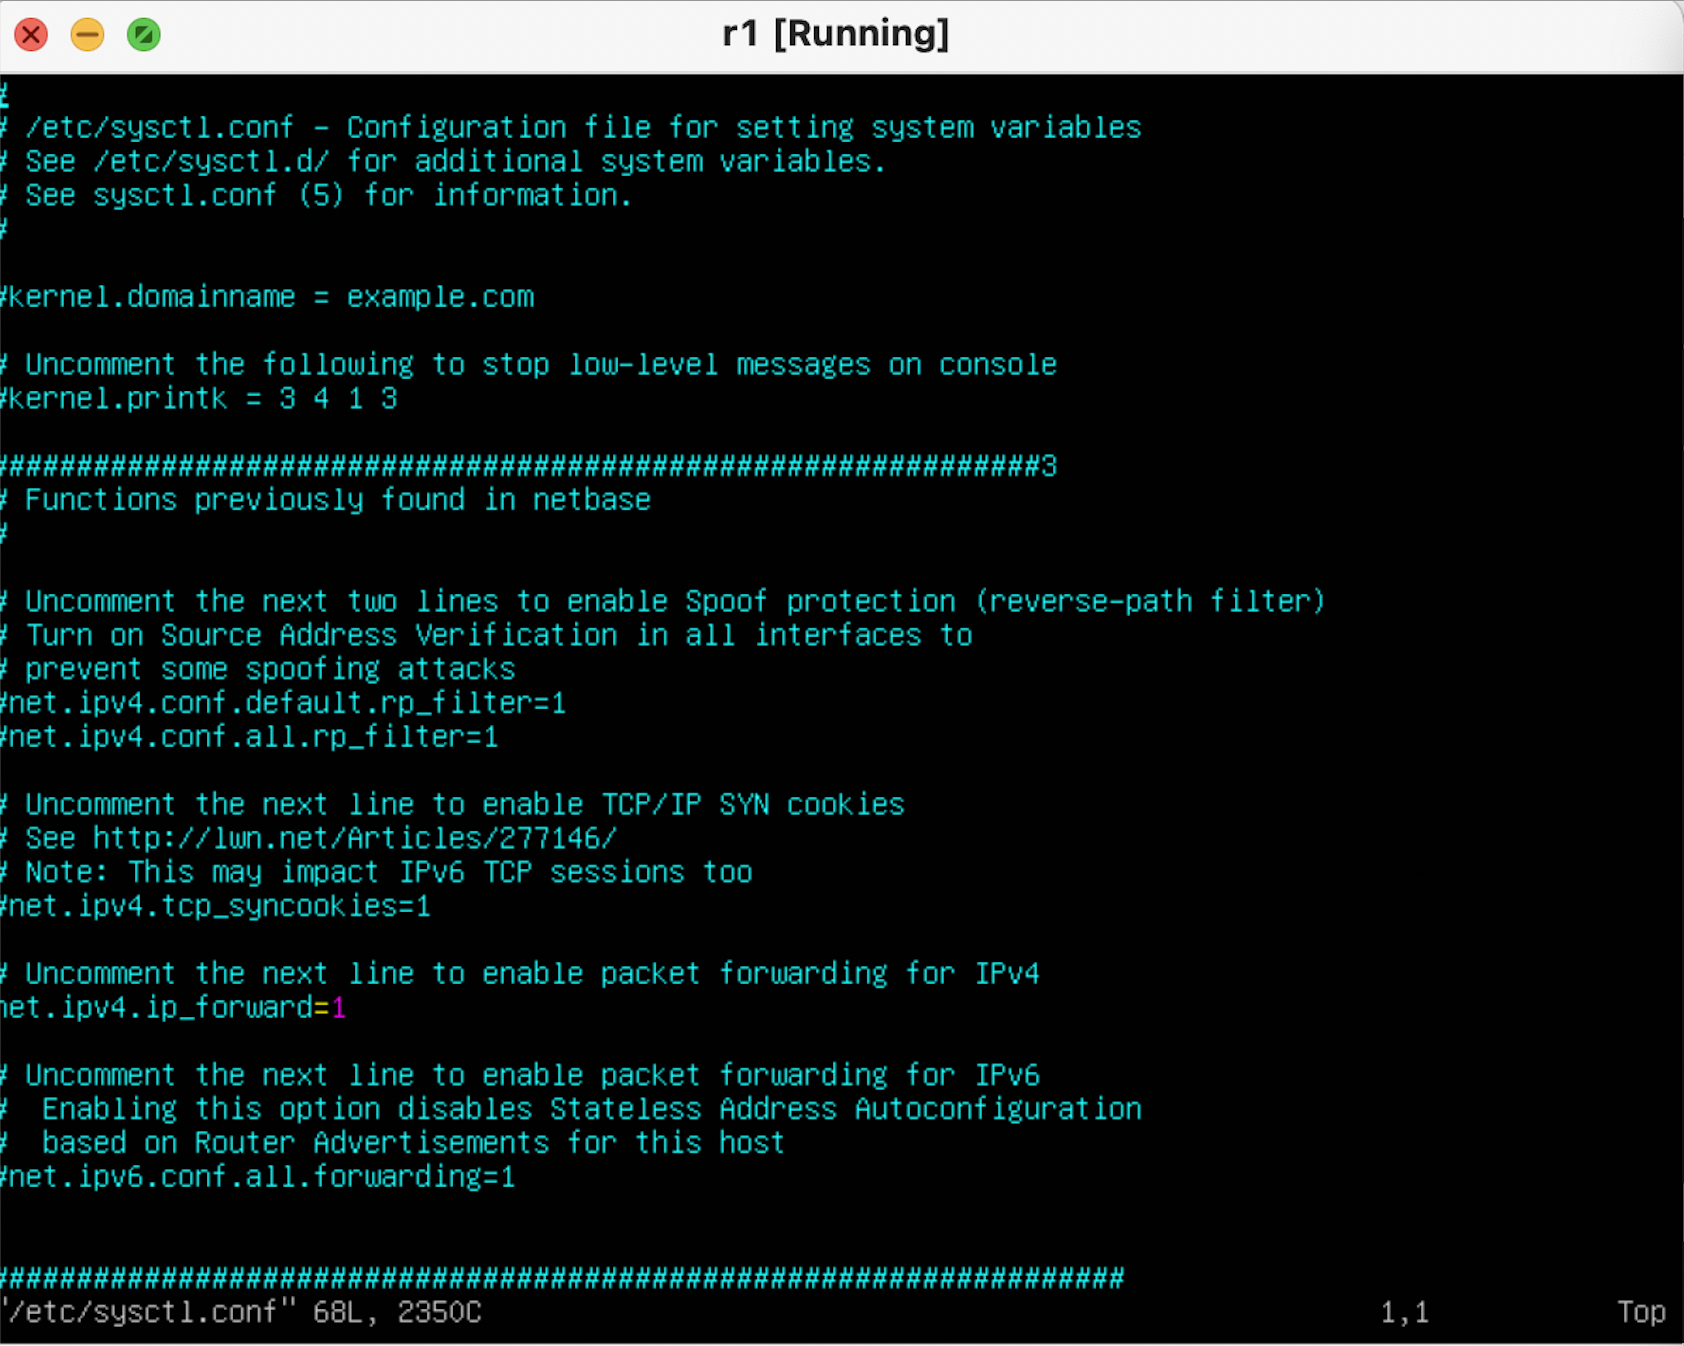 r1 [Running]
#
# /etc/sysctl.conf - Configuration file for setting system variables
# See /etc/sysctl.d/ for additional system variables.
# See sysctl.conf (5) for information.
#
#kernel.domainname = example.com
# Uncomment the following to stop low-level messages on console
#kernel.printk = 3 4 1 3
##############################################################3
# Functions previously found in netbase
#
# Uncomment the next two lines to enable Spoof protection (reverse-path filter)
# Turn on Source Address Verification in all interfaces to
# prevent some spoofing attacks
#net.ipv4.conf.default.rp_filter=1
#net.ipv4.conf.all.rp_filter=1
# Uncomment the next line to enable TCP/IP SYN cookies
# See http://lwn.net/Articles/277146/
# Note: This may impact IPv6 TCP sessions too
#net.ipv4.tcp_syncookies=1
# Uncomment the next line to enable packet forwarding for IPv4
net.ipv4.ip_forward=1
# Uncomment the next line to enable packet forwarding for IPv6
#  Enabling this option disables Stateless Address Autoconfiguration
#  based on Router Advertisements for this host
#net.ipv6.conf.all.forwarding=1
###################################################################
"/etc/sysctl.conf" 68L, 2350C 1,1 Top